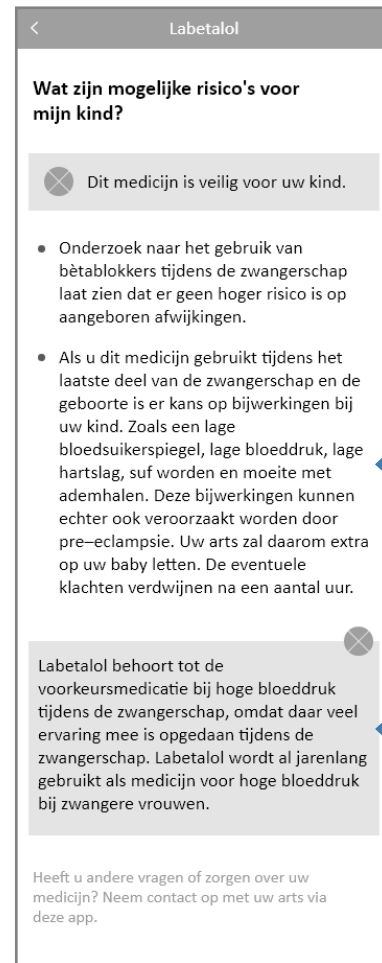 Labetalol
Wat zijn mogelijke risico's voor
mijn kind?
Dit medicijn is veilig voor uw kind.
Onderzoek naar het gebruik van
bètablokkers tijdens de zwangerschap
laat zien dat er geen hoger risico is op
aangeboren afwijkingen.
Als u dit medicijn gebruikt tijdens het
laatste deel van de zwangerschap en de
geboorte is er kans op bijwerkingen bij
uw kind. Zoals een lage
bloedsuikerspiegel, lage bloeddruk, lage
hartslag, suf worden en moeite met
ademhalen. Deze bijwerkingen kunnen
echter ook veroorzaakt worden door
pre–eclampsie. Uw arts zal daarom extra
op uw baby letten. De eventuele
klachten verdwijnen na een aantal uur.
Labetalol behoort tot de
voorkeursmedicatie bij hoge bloeddruk
tijdens de zwangerschap, omdat daar veel
ervaring mee is opgedaan tijdens de
zwangerschap. Labetalol wordt al jarenlang
gebruikt als medicijn voor hoge bloeddruk
bij zwangere vrouwen.
Heeft u andere vragen of zorgen over uw
medicijn? Neem contact op met uw arts via
deze app.